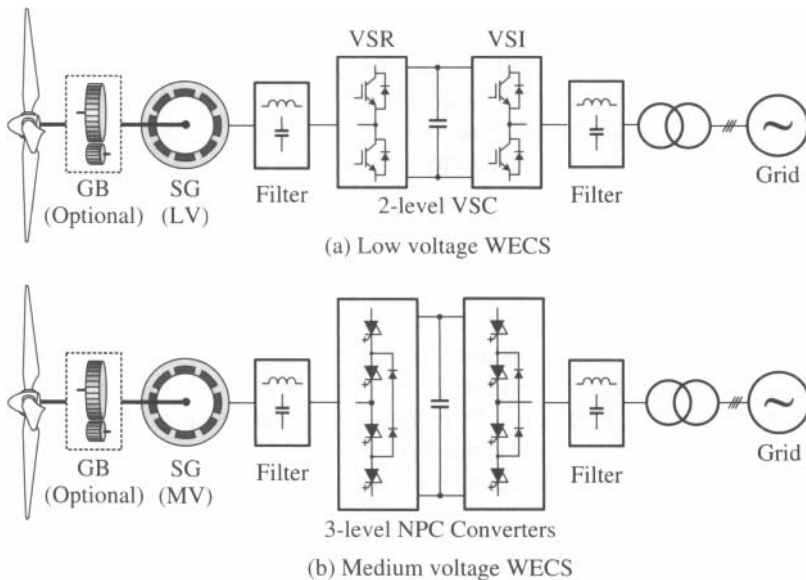 VSR
VSI
GB
(Optional)
SG
(LV)
Filter
2-level VSC
Filter
Grid
(a) Low voltage WECS
GB
(Optional)
SG
(MV)
Filter
3-level NPC Converters
Filter
Grid
(b) Medium voltage WECS